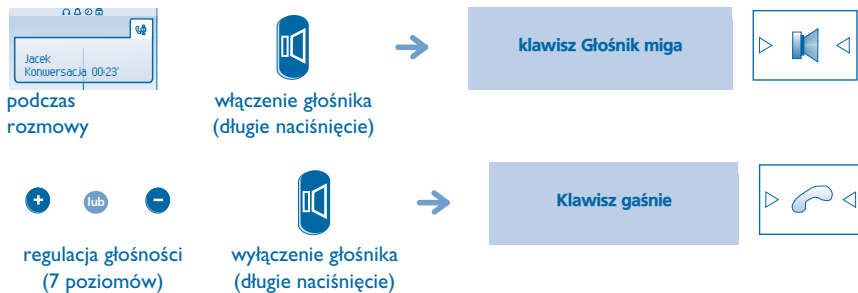 Jacek
Konwersacja 00:23'
podczas
rozmowy
włączenie głośnika
(długie naciśnięcie)
klawisz Głośnik miga
+ lub -
regulacja głośności
(7 poziomów)
wyłączenie głośnika
(długie naciśnięcie)
Klawisz gaśnie